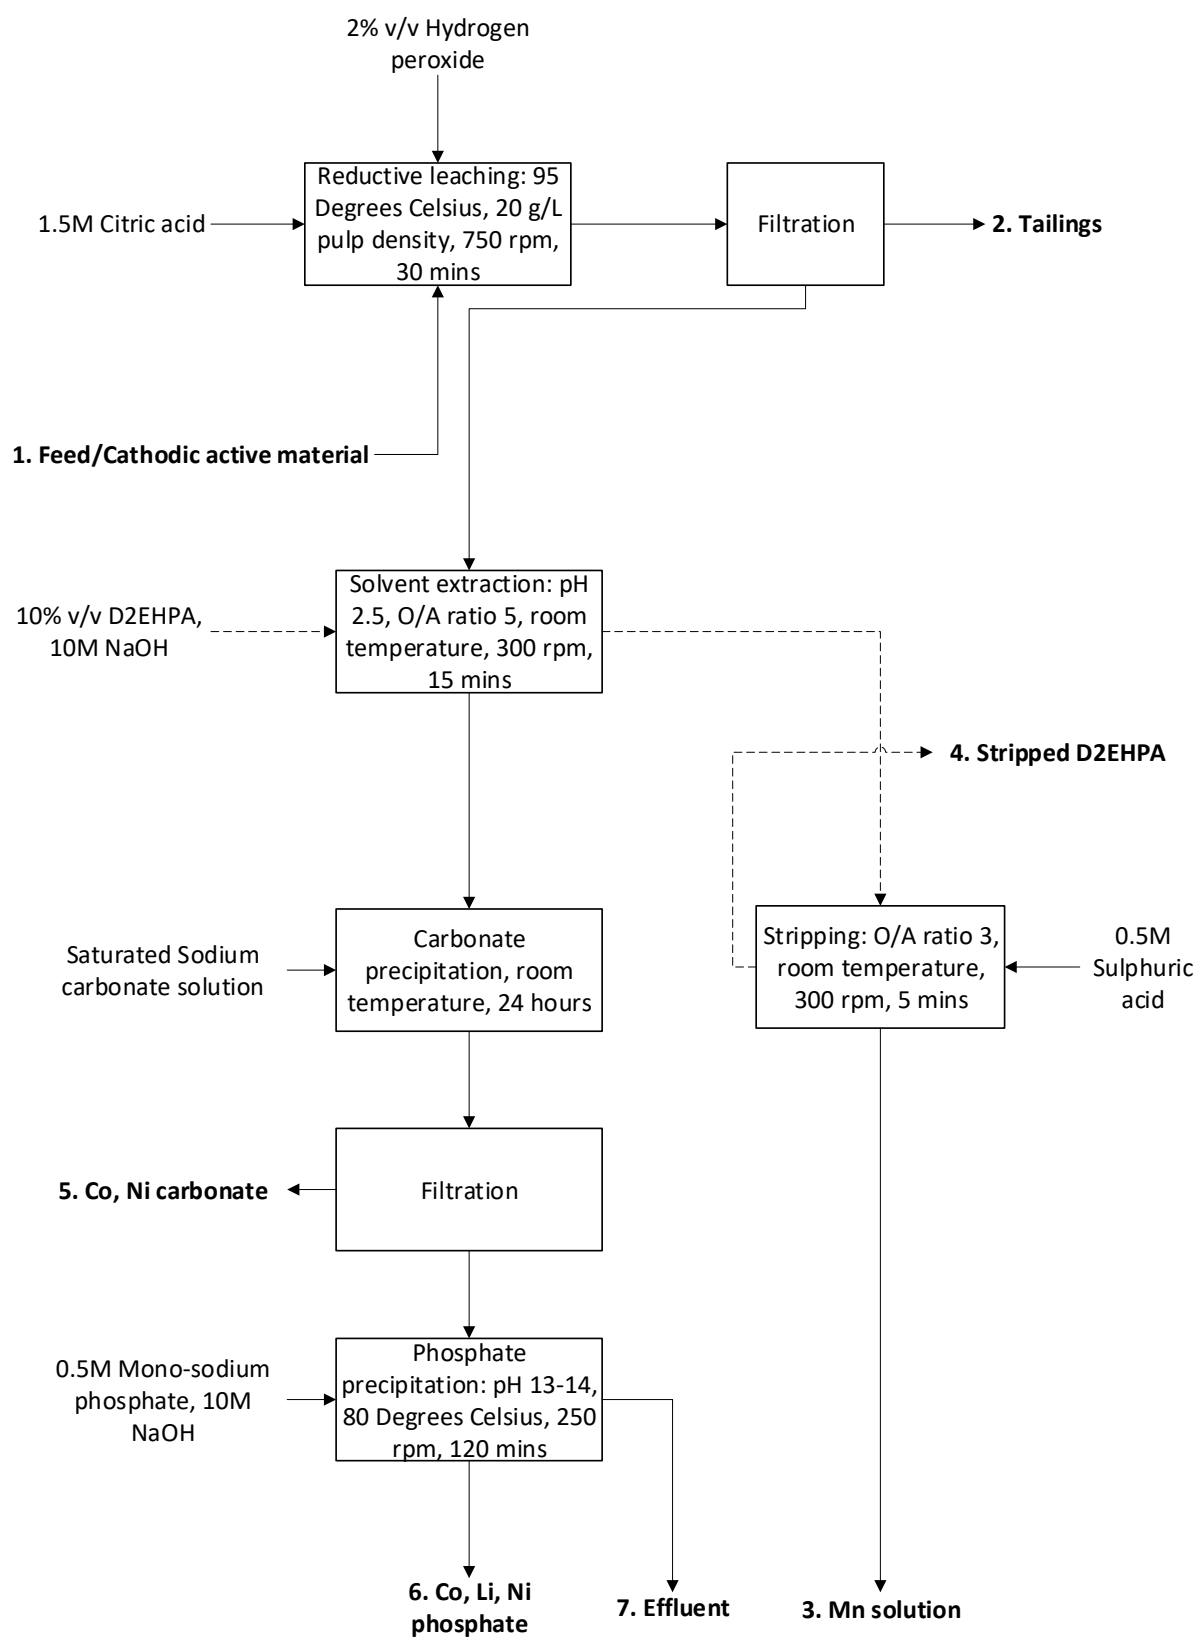 2% v/v Hydrogen
peroxide
Reductive leaching: 95
Degrees Celsius, 20 g/L
pulp density, 750 rpm,
30 mins
1.5M Citric acid
Filtration
2. Tailings
1. Feed/Cathodic active material
10% v/v D2EHPA,
10M NaOH
Solvent extraction: pH
2.5, O/A ratio 5, room
temperature, 300 rpm,
15 mins
4. Stripped D2EHPA
Saturated Sodium
carbonate solution
Carbonate
precipitation, room
temperature, 24 hours
Stripping: O/A ratio 3,
room temperature,
300 rpm, 5 mins
0.5M
Sulphuric
acid
5. Co, Ni carbonate
Filtration
0.5M Mono-sodium
phosphate, 10M
NaOH
Phosphate
precipitation: pH 13-14,
80 Degrees Celsius, 250
rpm, 120 mins
6. Co, Li, Ni
phosphate
7. Effluent
3. Mn solution